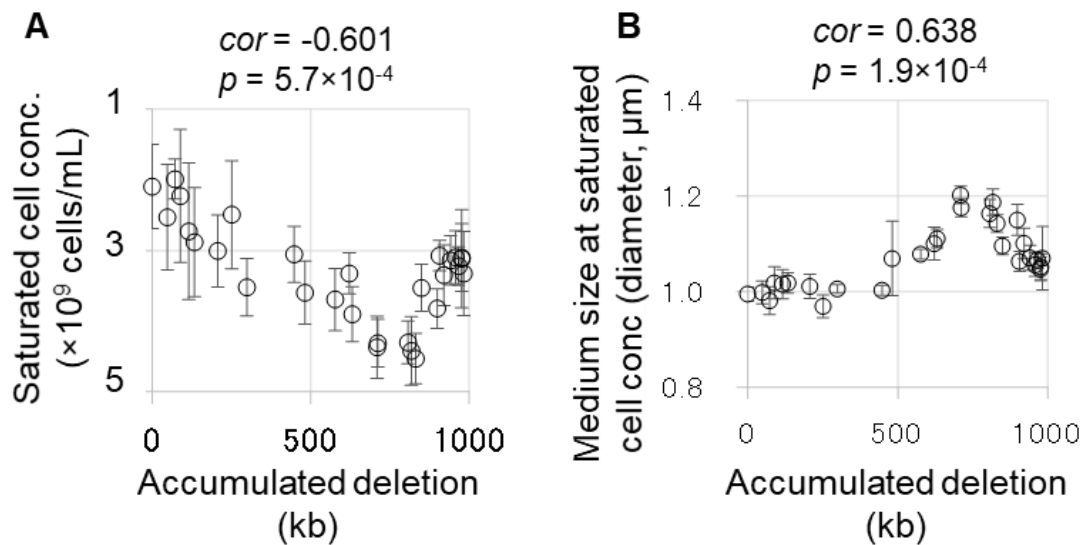 A
cor = -0.601
p = 5.7×10⁻⁴
Saturated cell conc.
(×10⁹ cells/mL)
1
3
5
0
500
1000
Accumulated deletion
(kb)
B
cor = 0.638
p = 1.9×10⁻⁴
Medium size at saturated
cell conc (diameter, µm)
1.4
1.2
1.0
0.8
0
500
1000
Accumulated deletion
(kb)